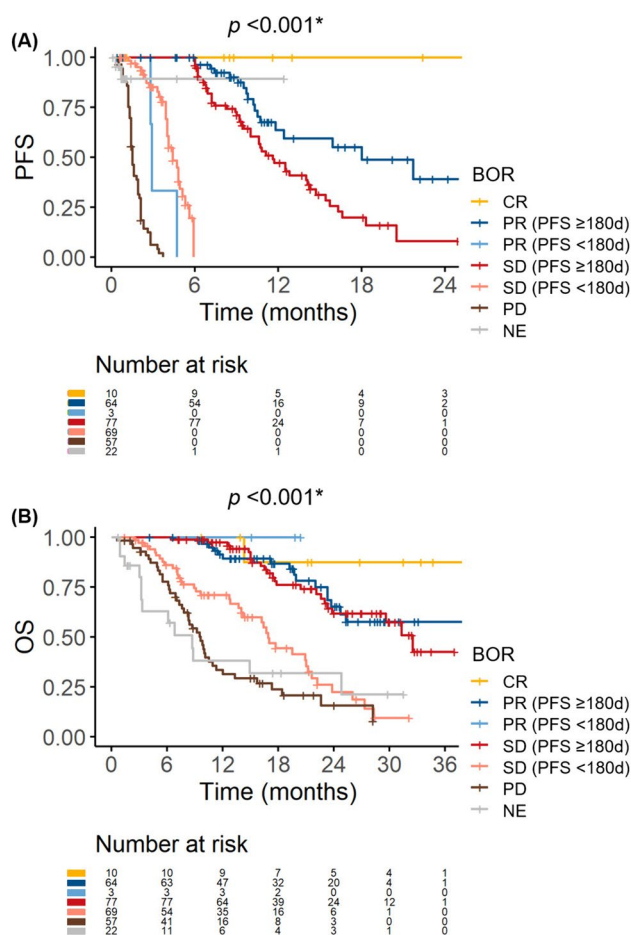 p <0.001*
(A)
1.00
0.75
0.50
0.25
0.00
PFS
0 6 12 18 24
Time (months)
BOR
CR
PR (PFS ≥180d)
PR (PFS <180d)
SD (PFS ≥180d)
SD (PFS <180d)
PD
NE
Number at risk
10 9 5 4 3
64 54 16 9 2
3 0 0 0 0
77 77 24 7 1
69 0 0 0 0
57 0 0 0 0
22 1 1 0 0
p <0.001*
(B)
1.00
0.75
0.50
0.25
0.00
OS
0 6 12 18 24 30 36
Time (months)
BOR
CR
PR (PFS ≥180d)
PR (PFS <180d)
SD (PFS ≥180d)
SD (PFS <180d)
PD
NE
Number at risk
10 10 9 7 5 4 1
64 63 47 32 20 4 1
3 3 3 2 0 0 0
77 77 64 39 24 12 1
69 54 35 16 6 1 0
57 41 16 8 3 0 0
22 11 6 4 3 1 0